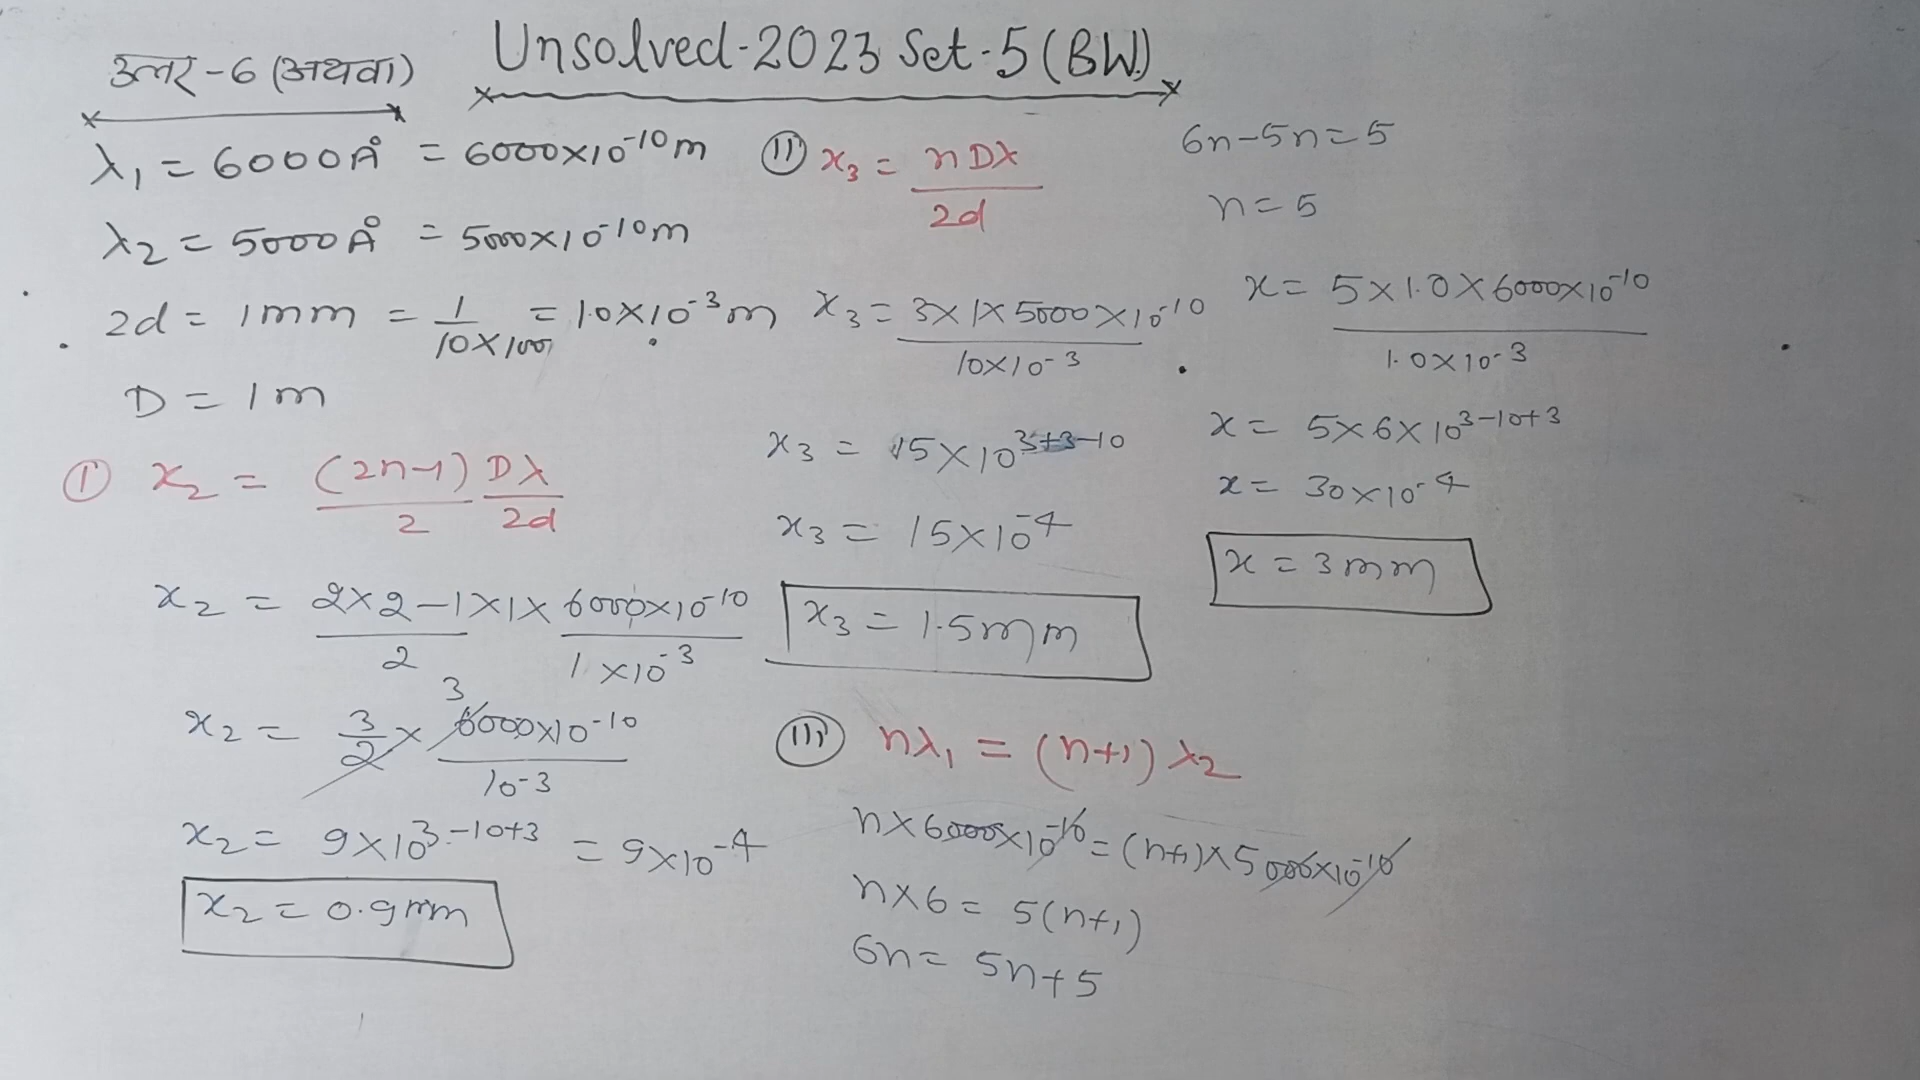 Unsolved-2023 Set-5 (BW)
उत्तर-6 (अथवा)
λ₁ = 6000Å = 6000×10⁻¹⁰m
λ₂ = 5000Å = 5000×10⁻¹⁰m
2d = 1mm = 1/(10×100) = 1.0×10⁻³m
D = 1m
(i) x₂ = (2n-1)/2 Dλ/2d
x₂ = (2×2-1)/2 ×1× (6000×10⁻¹⁰)/(1×10⁻³)
x₂ = 3/2 × (6000×10⁻¹⁰)/(10⁻³) 3
x₂ = 9×10³⁻¹⁰⁺³ = 9×10⁻⁴
x₂ = 0.9mm
(ii) x₃ = nDλ/2d
x₃ = (3×1×5000×10⁻¹⁰)/(10×10⁻³)
x₃ = 15×10³⁺³⁻¹⁰
x₃ = 15×10⁻⁴
x₃ = 1.5mm
(iii) nλ₁ = (n+1)λ₂
n×6000×10⁻¹⁰ = (n+1)×5000×10⁻¹⁰
n×6 = 5(n+1)
6n = 5n+5
6n-5n=5
n=5
x = (5×1.0×6000×10⁻¹⁰)/(1.0×10⁻³)
x = 5×6×10³⁻¹⁰⁺³
x = 30×10⁻⁴
x = 3mm